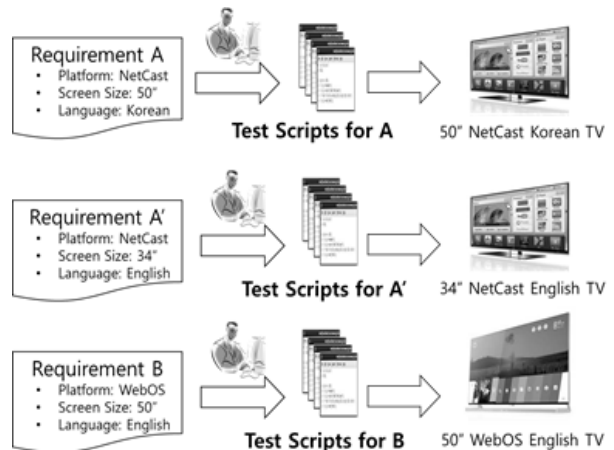 Requirement A
• Platform: NetCast
• Screen Size: 50"
• Language: Korean
Test Scripts for A
50" NetCast Korean TV
Requirement A'
• Platform: NetCast
• Screen Size: 34"
• Language: English
Test Scripts for A'
34" NetCast English TV
Requirement B
• Platform: WebOS
• Screen Size: 50"
• Language: English
Test Scripts for B
50" WebOS English TV